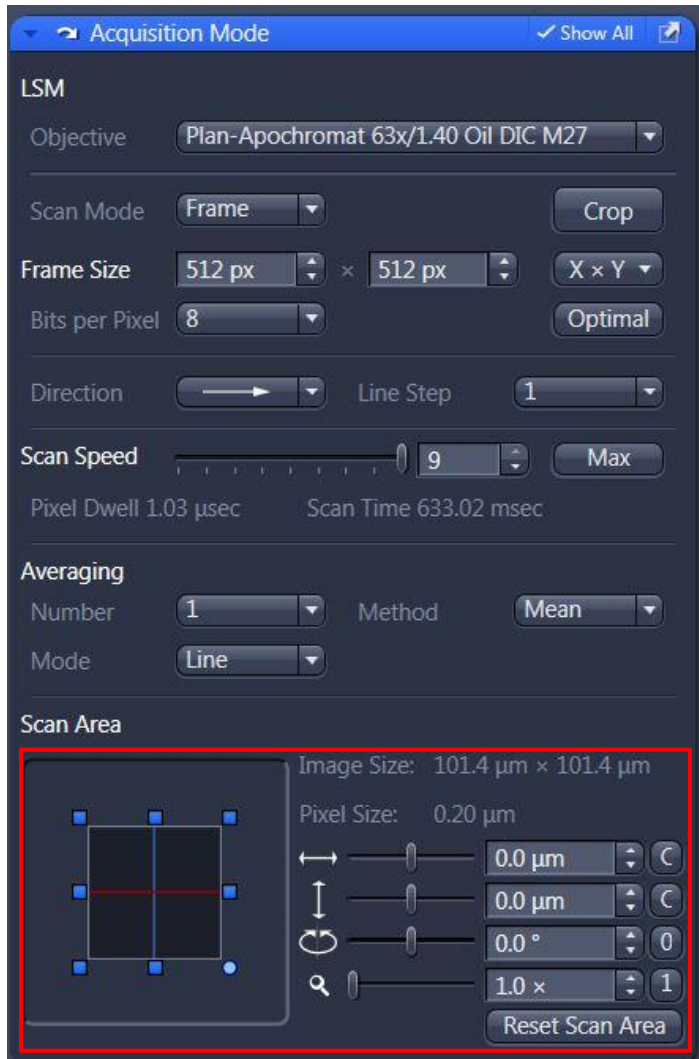 Acquisition Mode Show All
LSM
Objective Plan-Apochromat 63x/1.40 Oil DIC M27
Scan Mode Frame Crop
Frame Size 512 px × 512 px X × Y
Bits per Pixel 8 Optimal
Direction Line Step 1
Scan Speed 9 Max
Pixel Dwell 1.03 µsec Scan Time 633.02 msec
Averaging
Number 1 Method Mean
Mode Line
Scan Area
Image Size: 101.4 µm × 101.4 µm
Pixel Size: 0.20 µm
0.0 µm C
0.0 µm C
0.0 ° 0
1.0 × 1
Reset Scan Area